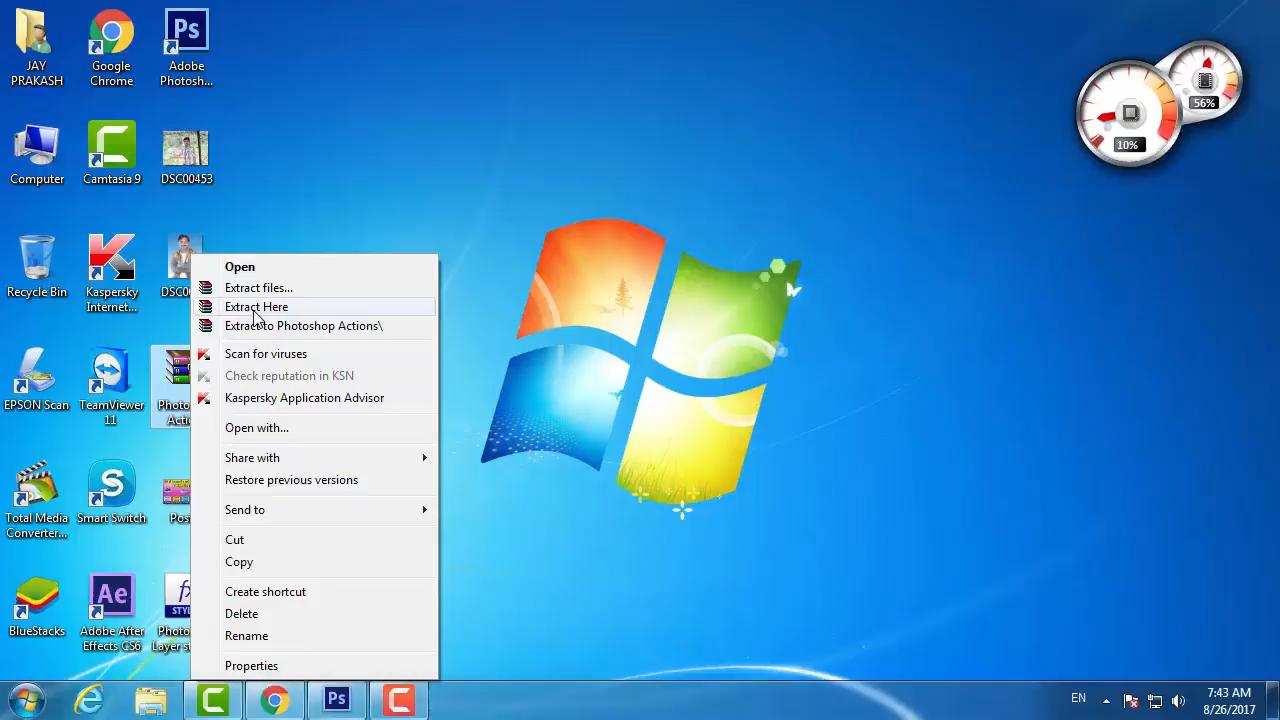 JAY
PRAKASH
Google
Chrome
Ps
Adobe
Photosh...
Computer
Camtasia 9
DSC00453
Recycle Bin
Kaspersky
Internet...
EPSON Scan
TeamViewer
11
Total Media
Converter...
Smart Switch
BlueStacks
Ae
Adobe After
Effects CS6
Open
Extract files...
Extract Here
Extract to Photoshop Actions\
Scan for viruses
Check reputation in KSN
Kaspersky Application Advisor
Open with...
Share with
Restore previous versions
Send to
Cut
Copy
Create shortcut
Delete
Rename
Properties
10%
56%
Ps
EN
7:43 AM
8/26/2017